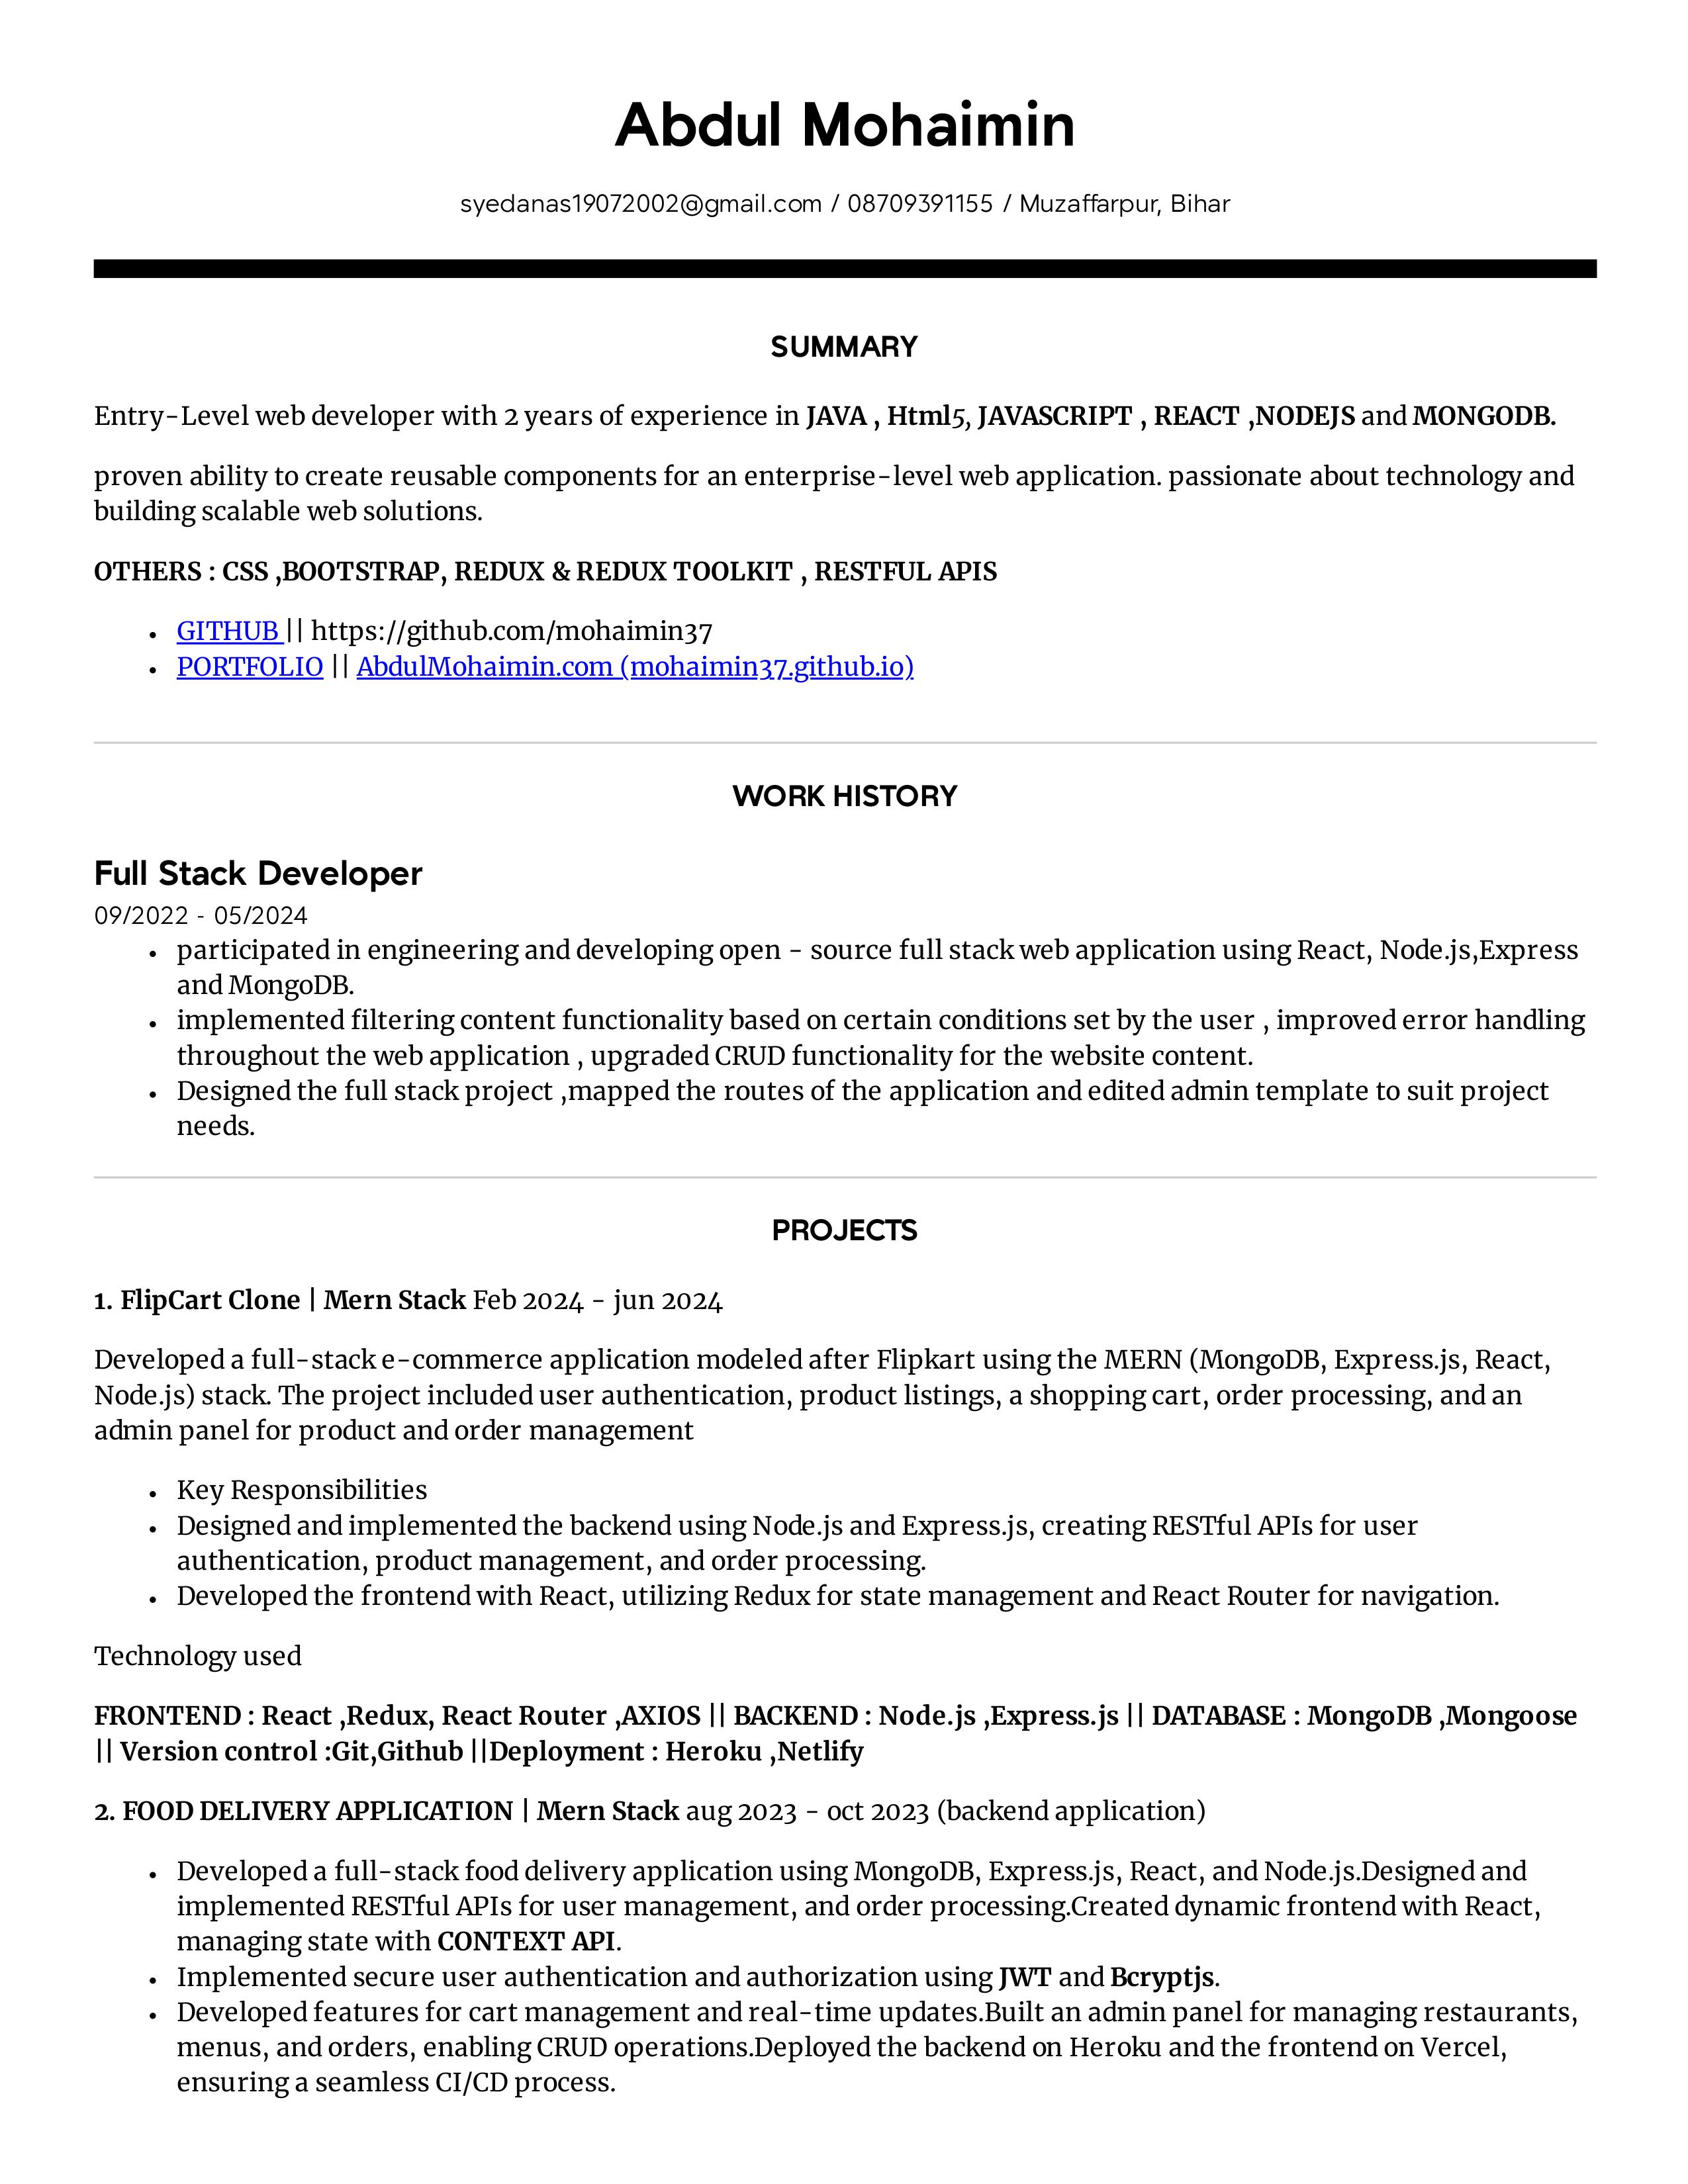 Abdul Mohaimin
syedanas19072002@gmail.com / 08709391155 / Muzaffarpur, Bihar
SUMMARY
Entry-Level web developer with 2 years of experience in JAVA , Html5, JAVASCRIPT , REACT ,NODEJS and MONGODB.
proven ability to create reusable components for an enterprise-level web application. passionate about technology and
building scalable web solutions.
OTHERS : CSS ,BOOTSTRAP, REDUX & REDUX TOOLKIT , RESTFUL APIS
• GITHUB || https://github.com/mohaimin37
• PORTFOLIO || AbdulMohaimin.com (mohaimin37.github.io)
WORK HISTORY
Full Stack Developer
09/2022 - 05/2024
• participated in engineering and developing open - source full stack web application using React, Node.js,Express
and MongoDB.
• implemented filtering content functionality based on certain conditions set by the user , improved error handling
throughout the web application , upgraded CRUD functionality for the website content.
• Designed the full stack project ,mapped the routes of the application and edited admin template to suit project
needs.
PROJECTS
1. FlipCart Clone | Mern Stack Feb 2024 - jun 2024
Developed a full-stack e-commerce application modeled after Flipkart using the MERN (MongoDB, Express.js, React,
Node.js) stack. The project included user authentication, product listings, a shopping cart, order processing, and an
admin panel for product and order management
• Key Responsibilities
• Designed and implemented the backend using Node.js and Express.js, creating RESTful APIs for user
authentication, product management, and order processing.
• Developed the frontend with React, utilizing Redux for state management and React Router for navigation.
Technology used
FRONTEND : React ,Redux, React Router ,AXIOS || BACKEND : Node.js ,Express.js || DATABASE : MongoDB ,Mongoose
|| Version control :Git,Github ||Deployment : Heroku ,Netlify
2. FOOD DELIVERY APPLICATION | Mern Stack aug 2023 - oct 2023 (backend application)
• Developed a full-stack food delivery application using MongoDB, Express.js, React, and Node.js.Designed and
implemented RESTful APIs for user management, and order processing.Created dynamic frontend with React,
managing state with CONTEXT API.
• Implemented secure user authentication and authorization using JWT and Bcryptjs.
• Developed features for cart management and real-time updates.Built an admin panel for managing restaurants,
menus, and orders, enabling CRUD operations.Deployed the backend on Heroku and the frontend on Vercel,
ensuring a seamless CI/CD process.